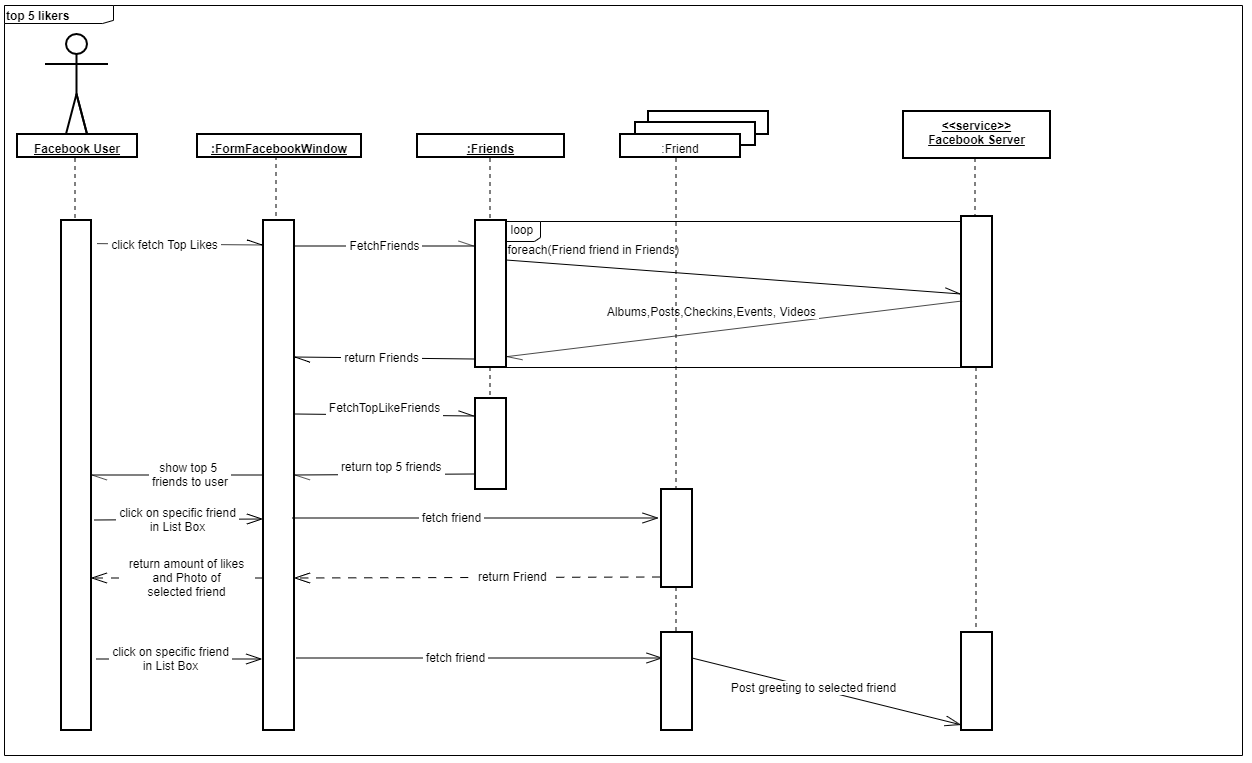 top 5 likers
Facebook User
:FormFacebookWindow
:Friends
:Friend
<<service>>
Facebook Server
loop
click fetch Top Likes
FetchFriends
foreach(Friend friend in Friends)
Albums,Posts,Checkins,Events, Videos
return Friends
FetchTopLikeFriends
return top 5 friends
show top 5
friends to user
click on specific friend
in List Box
fetch friend
return amount of likes
and Photo of
selected friend
return Friend
click on specific friend
in List Box
fetch friend
Post greeting to selected friend